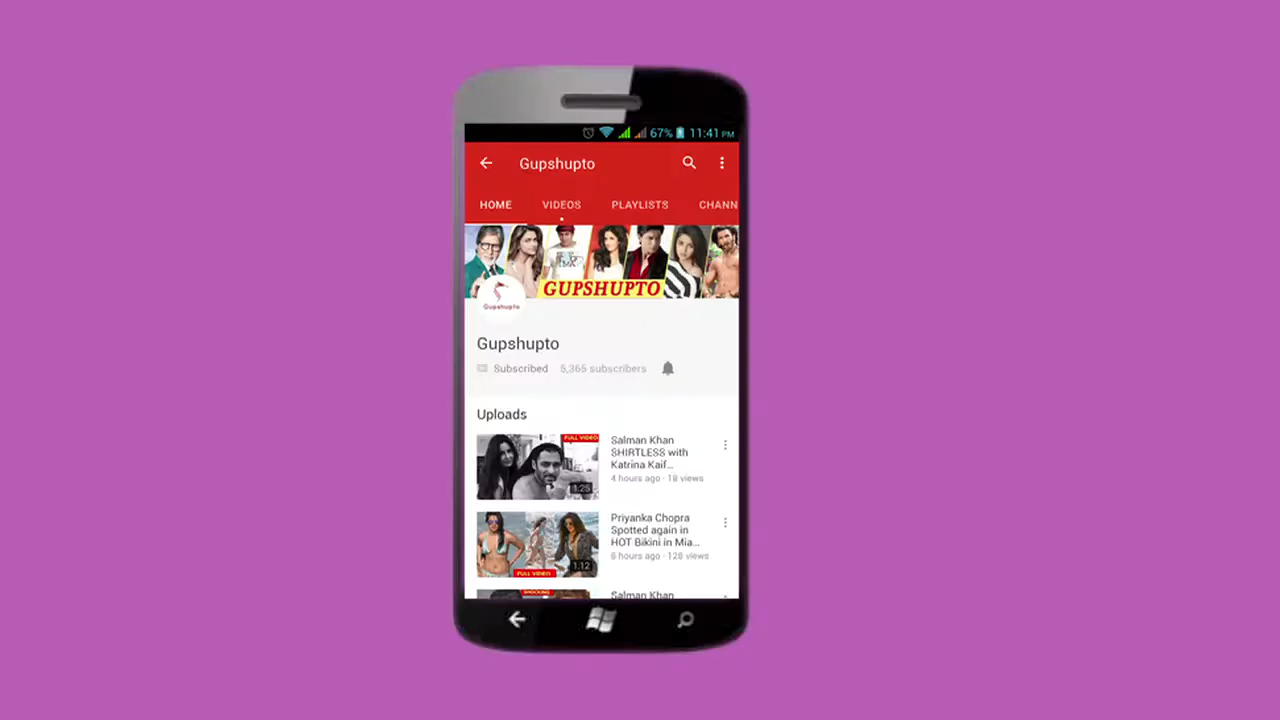 67% 11:41 PM
Gupshupto
HOME VIDEOS PLAYLISTS CHANN
GUPSHUPTO
Gupshupto
Gupshupto
Subscribed 5,365 subscribers
Uploads
FULL VIDEO
Salman Khan
SHIRTLESS with
Katrina Kaif...
4 hours ago · 18 views
1:25
Priyanka Chopra
Spotted again in
HOT Bikini in Mia...
6 hours ago · 128 views
1:12
FULL VIDEO
SHOCKING
Salman Khan